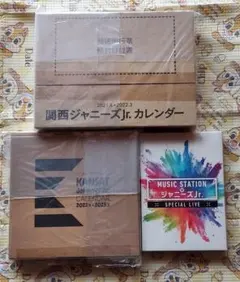 2021.4-2022.3
関西ジャニーズJr. カレンダー
KANSAI
CALENDAR
2021.4-2022.3
MUSIC STATION
×
ジャニーズJr.
SPECIAL LIVE